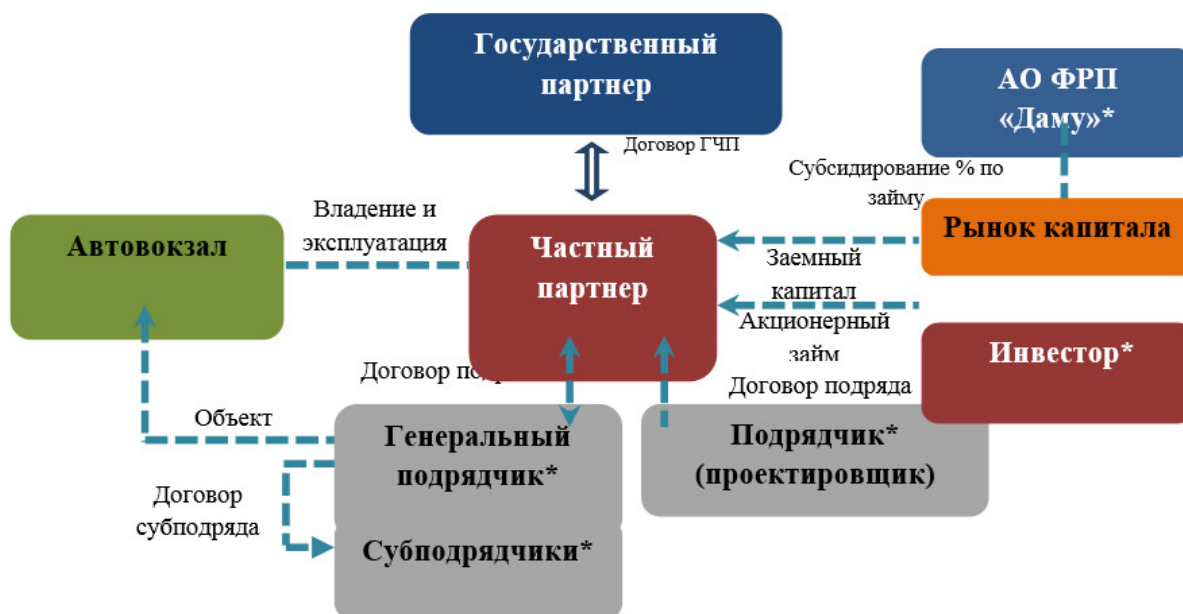 Государственный
партнер
АО ФРП
«Даму»*
Договор ГЧП
Субсидирование % по
займу
Владение и
эксплуатация
Автовокзал
Частный
партнер
Рынок капитала
Заемный
капитал
Акционерный
займ
Инвестор*
Договор
Договор подряда
Объект
Генеральный
подрядчик*
Подрядчик*
(проектировщик)
Договор
субподряда
Субподрядчики*